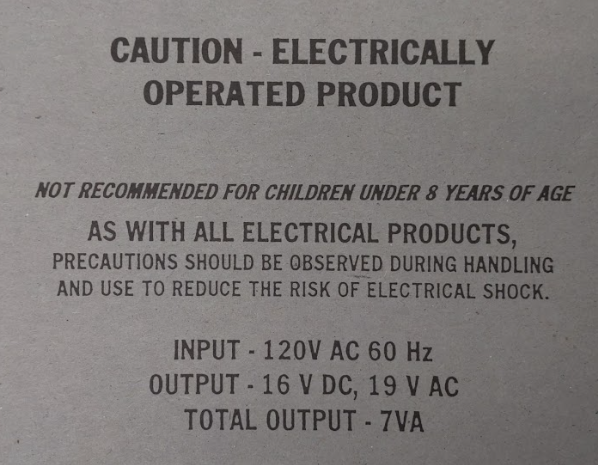 CAUTION - ELECTRICALLY
OPERATED PRODUCT
NOT RECOMMENDED FOR CHILDREN UNDER 8 YEARS OF AGE
AS WITH ALL ELECTRICAL PRODUCTS,
PRECAUTIONS SHOULD BE OBSERVED DURING HANDLING
AND USE TO REDUCE THE RISK OF ELECTRICAL SHOCK.
INPUT - 120V AC 60 Hz
OUTPUT - 16 V DC, 19 V AC
TOTAL OUTPUT - 7VA